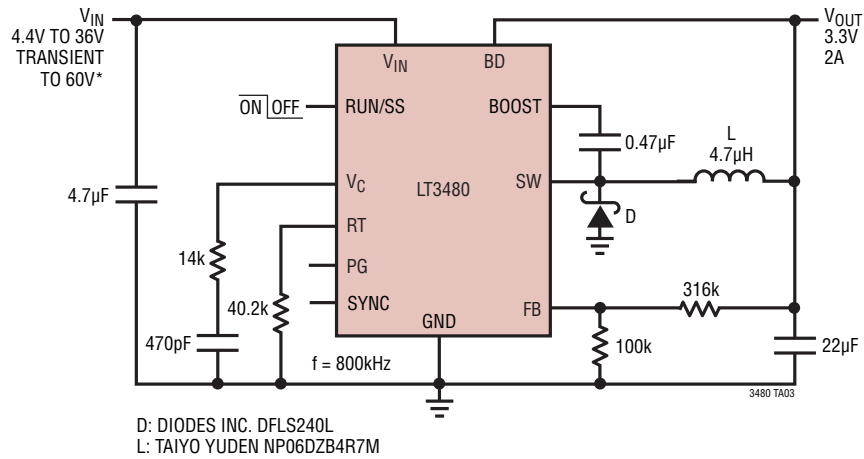 VIN
4.4V TO 36V
TRANSIENT
TO 60V*
VOUT
3.3V
2A
VIN
BD
ON OFF
RUN/SS
BOOST
0.47µF
L
4.7µH
4.7µF
VC
LT3480
SW
D
14k
RT
PG
40.2k
SYNC
FB
316k
470pF
GND
100k
22µF
f = 800kHz
3480 TA03
D: DIODES INC. DFLS240L
L: TAIYO YUDEN NP06DZB4R7M